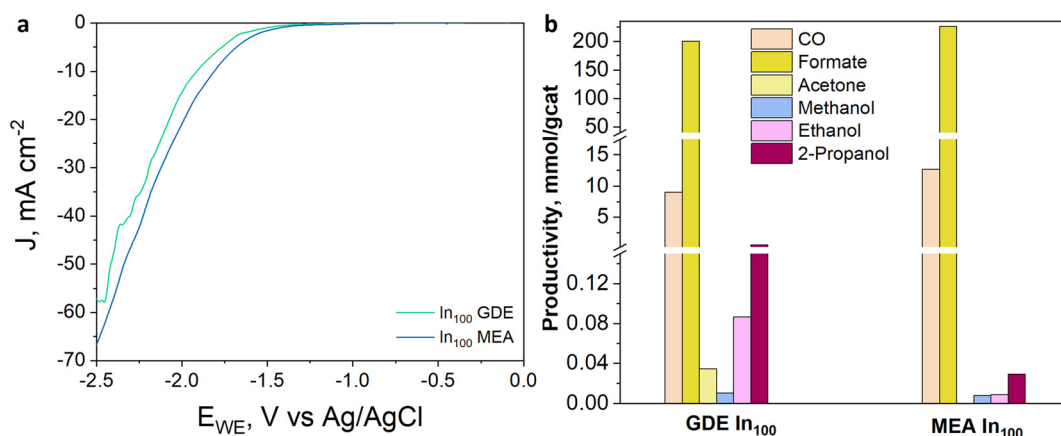 a
0
-10
-20
-30
-40
-50
-60
-70
J, mA cm⁻²
-2.5 -2.0 -1.5 -1.0 -0.5 0.0
E_WE, V vs Ag/AgCl
In₁₀₀ GDE
In₁₀₀ MEA
b
200
150
100
50
15
10
5
0.12
0.08
0.04
0.00
Productivity, mmol/gcat
CO
Formate
Acetone
Methanol
Ethanol
2-Propanol
GDE In₁₀₀ MEA In₁₀₀